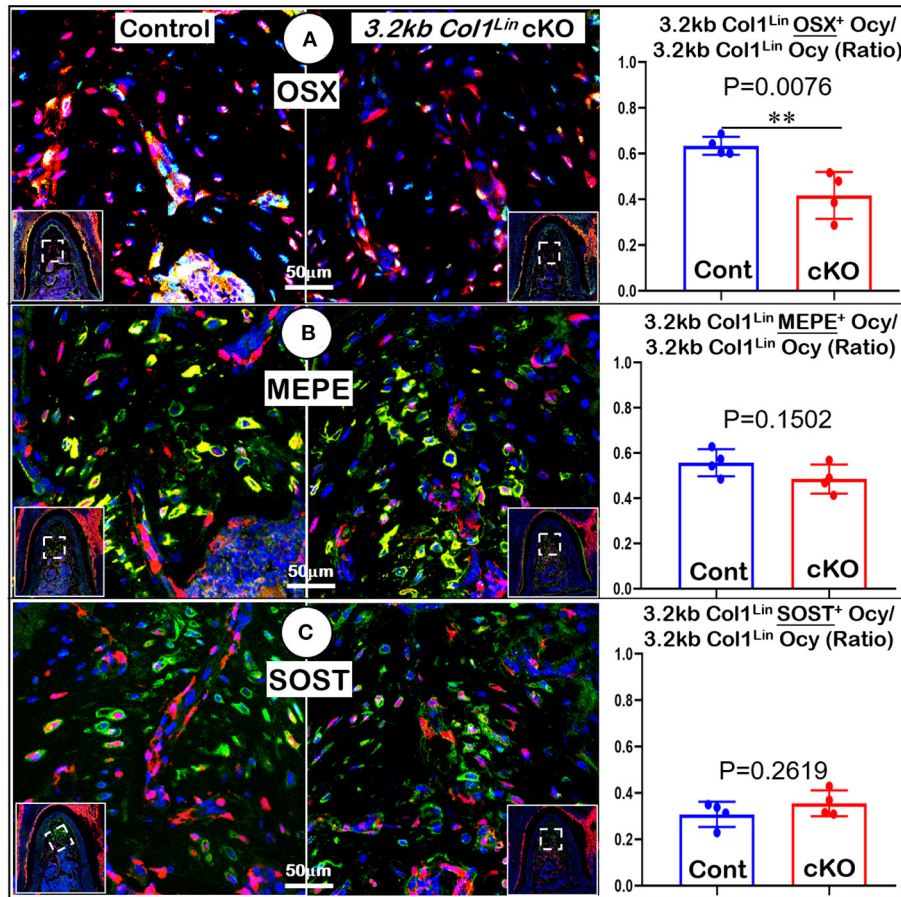 Control
3.2kb Col1Lin cKO
A
OSX
50µm
3.2kb Col1Lin OSX+ Ocy/
3.2kb Col1Lin Ocy (Ratio)
P=0.0076
**
1.0
0.8
0.6
0.4
0.2
0.0
Cont
cKO
B
MEPE
50µm
3.2kb Col1Lin MEPE+ Ocy/
3.2kb Col1Lin Ocy (Ratio)
P=0.1502
1.0
0.8
0.6
0.4
0.2
0.0
Cont
cKO
C
SOST
50µm
3.2kb Col1Lin SOST+ Ocy/
3.2kb Col1Lin Ocy (Ratio)
P=0.2619
1.0
0.8
0.6
0.4
0.2
0.0
Cont
cKO